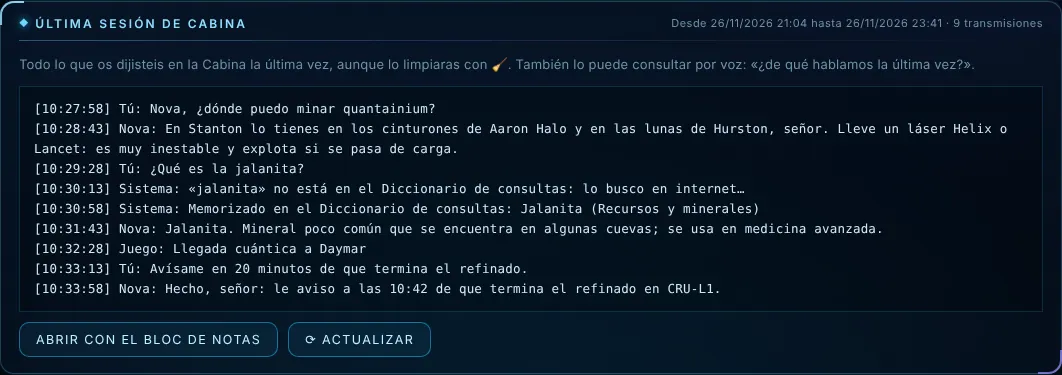 ÚLTIMA SESIÓN DE CABINA
Desde 26/11/2026 21:04 hasta 26/11/2026 23:41 · 9 transmisiones
Todo lo que os dijisteis en la Cabina la última vez, aunque lo limpiaras con 🧹. También lo puede consultar por voz: «¿de qué hablamos la última vez?».
[10:27:58] Tú: Nova, ¿dónde puedo minar quantainium?
[10:28:43] Nova: En Stanton lo tienes en los cinturones de Aaron Halo y en las lunas de Hurston, señor. Lleve un láser Helix o
Lancet: es muy inestable y explota si se pasa de carga.
[10:29:28] Tú: ¿Qué es la jalanita?
[10:30:13] Sistema: «jalanita» no está en el Diccionario de consultas: lo busco en internet…
[10:30:58] Sistema: Memorizado en el Diccionario de consultas: Jalanita (Recursos y minerales)
[10:31:43] Nova: Jalanita. Mineral poco común que se encuentra en algunas cuevas; se usa en medicina avanzada.
[10:32:28] Juego: Llegada cuántica a Daymar
[10:33:13] Tú: Avísame en 20 minutos de que termina el refinado.
[10:33:58] Nova: Hecho, señor: le aviso a las 10:42 de que termina el refinado en CRU-L1.
ABRIR CON EL BLOC DE NOTAS
⟳ ACTUALIZAR